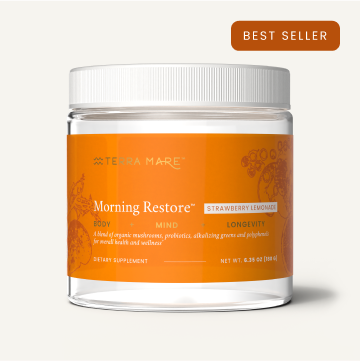 BEST SELLER
TERRA MARE™
Morning Restore™ STRAWBERRY LEMONADE
BODY MIND LONGEVITY
A blend of organic mushrooms, probiotics, alkalizing greens and polyphenols
for overall health and wellness*
DIETARY SUPPLEMENT NET WT. 6.35 OZ (180 G)